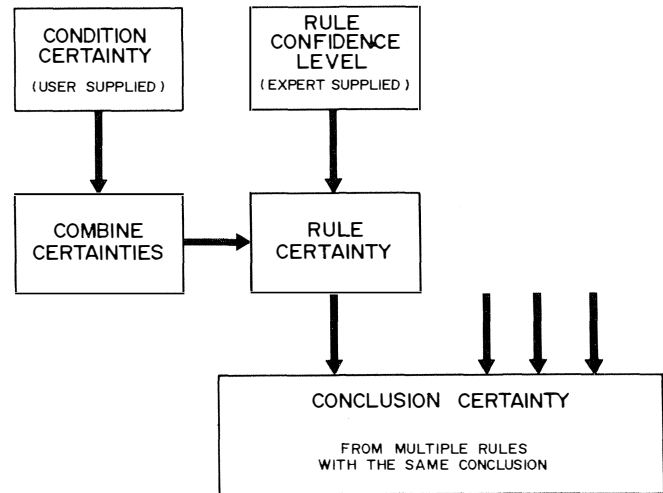 CONDITION
CERTAINTY
(USER SUPPLIED)
RULE
CONFIDENCE
LEVEL
(EXPERT SUPPLIED)
COMBINE
CERTAINTIES
RULE
CERTAINTY
CONCLUSION CERTAINTY
FROM MULTIPLE RULES
WITH THE SAME CONCLUSION